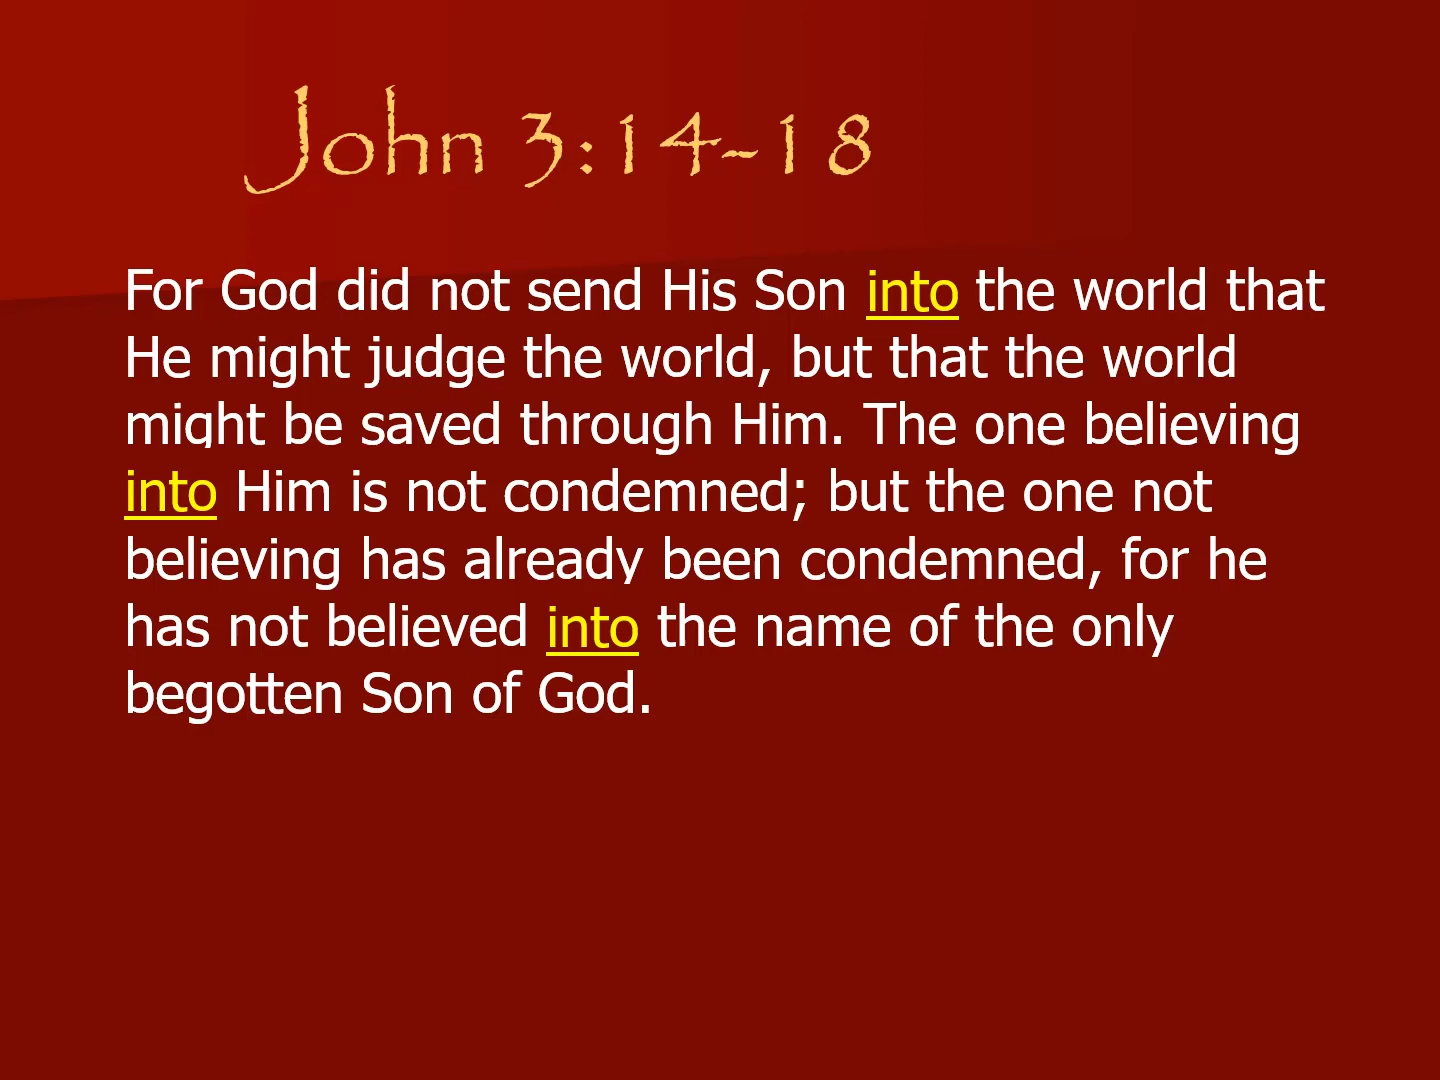 John 3:14-18
For God did not send His Son into the world that
He might judge the world, but that the world
might be saved through Him. The one believing
into Him is not condemned; but the one not
believing has already been condemned, for he
has not believed into the name of the only
begotten Son of God.